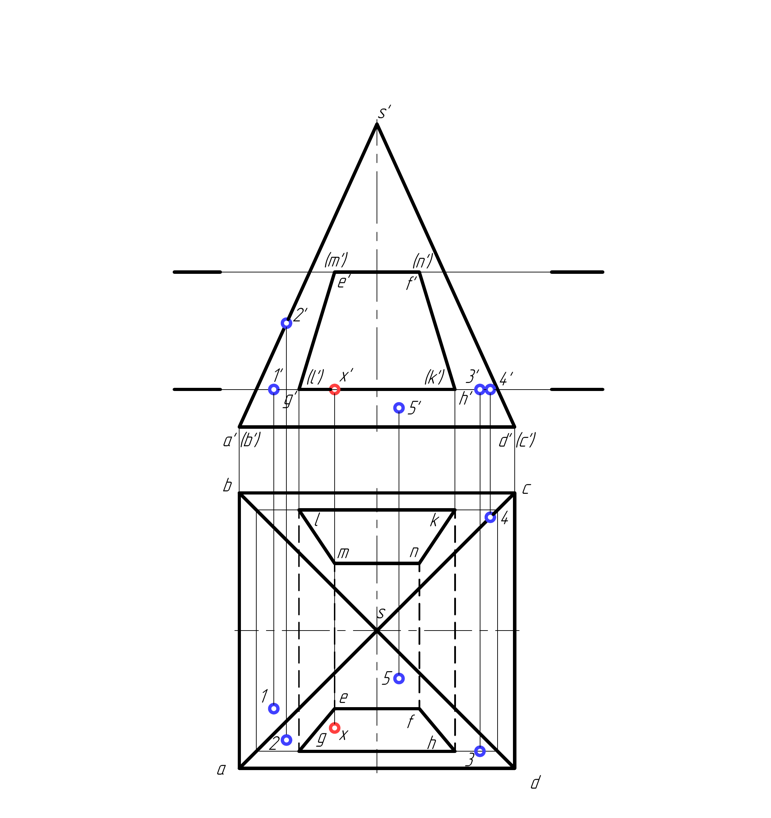 s'
(m') (n')
e' f'
2'
1' (l') x' (k') 3' 4'
g' h'
5'
a' (b') d' (c')
b c
l k 4
m n
s
5
1 e
f
2 g x h
3
a d